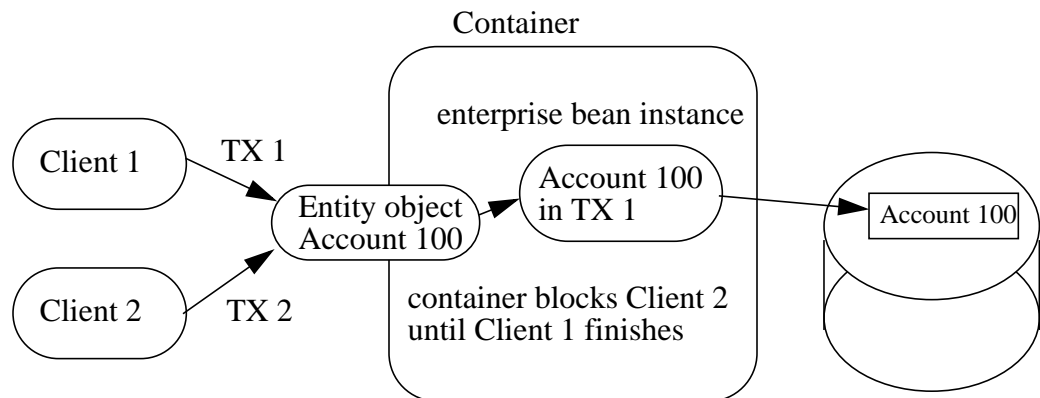 Container
enterprise bean instance
Client 1
TX 1
Entity object
Account 100
Account 100
in TX 1
Account 100
Client 2
TX 2
container blocks Client 2
until Client 1 finishes